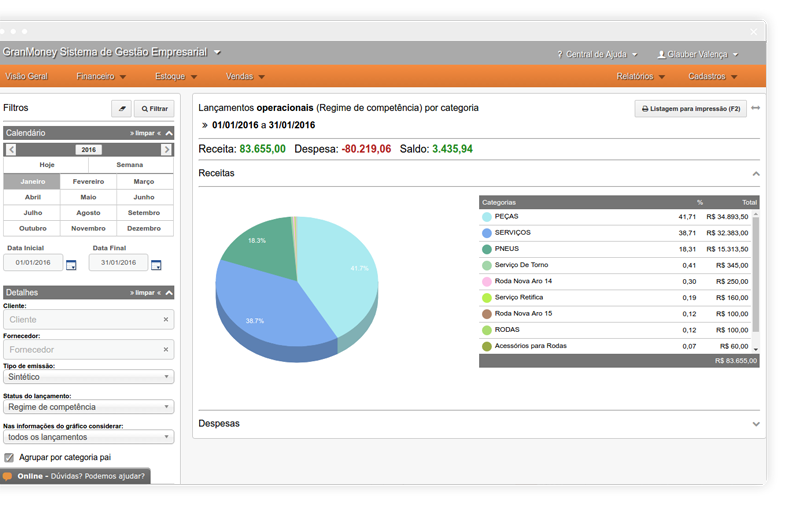 GranMoney Sistema de Gestão Empresarial
? Central de Ajuda
Glauber Valença
Visão Geral Financeiro Estoque Vendas Relatórios Cadastros
Filtros
Filtrar
Calendário
» limpar «
2016
Hoje Semana
Janeiro Fevereiro Março
Abril Maio Junho
Julho Agosto Setembro
Outubro Novembro Dezembro
Data Inicial Data Final
01/01/2016 31/01/2016
Detalhes
» limpar «
Cliente:
Cliente ×
Fornecedor:
Fornecedor ×
Tipo de emissão:
Sintético
Status do lançamento:
Regime de competência
Nas informações do gráfico considerar:
todos os lançamentos
Agrupar por categoria pai
Online - Dúvidas? Podemos ajudar?
Lançamentos operacionais (Regime de competência) por categoria
Listagem para impressão (F2)
» 01/01/2016 a 31/01/2016
Receita: 83.655,00 Despesa: -80.219,06 Saldo: 3.435,94
Receitas
18.3%
41.7%
38.7%
Categorias % Total
PEÇAS 41,71 R$ 34.893,50
SERVIÇOS 38,71 R$ 32.383,00
PNEUS 18,31 R$ 15.313,50
Serviço De Torno 0,41 R$ 345,00
Roda Nova Aro 14 0,30 R$ 250,00
Serviço Retifica 0,19 R$ 160,00
Roda Nova Aro 15 0,12 R$ 100,00
RODAS 0,12 R$ 100,00
Acessórios para Rodas 0,07 R$ 60,00
R$ 83.655,00
Despesas